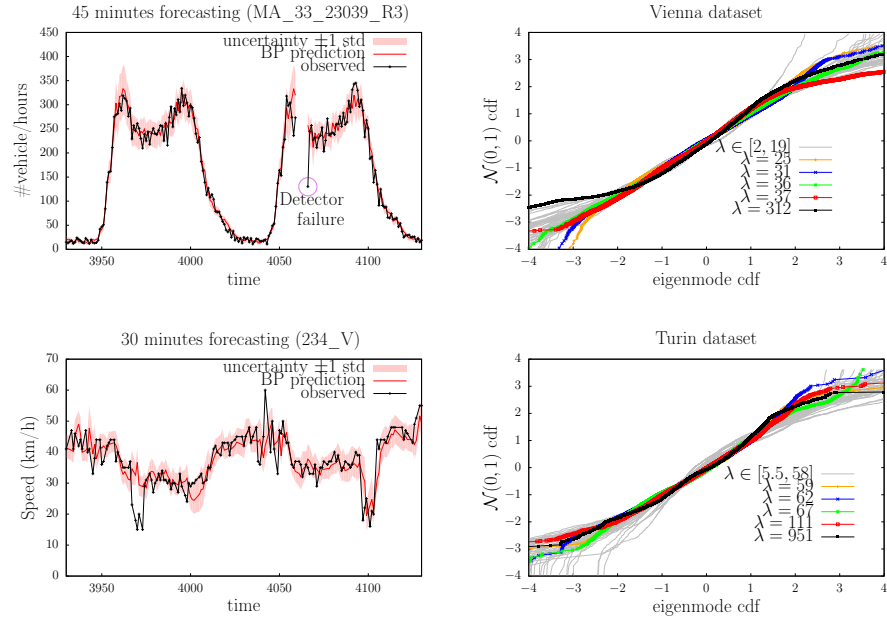 45 minutes forecasting (MA_33_23039_R3)
#vehicle/hours
450
400
350
300
250
200
150
100
50
0
uncertainty ±1 std
BP prediction
observed
Detector
failure
3950
4000
4050
4100
time
Vienna dataset
N(0,1) cdf
4
3
2
1
0
−1
−2
−3
−4
λ ∈ [2, 19]
λ = 25
λ = 31
λ = 36
λ = 37
λ = 312
−4
−3
−2
−1
0
1
2
3
4
eigenmode cdf
30 minutes forecasting (234_V)
Speed (km/h)
70
60
50
40
30
20
10
0
uncertainty ±1 std
BP prediction
observed
3950
4000
4050
4100
time
Turin dataset
N(0,1) cdf
4
3
2
1
0
−1
−2
−3
−4
λ ∈ [5.5, 58]
λ = 59
λ = 62
λ = 67
λ = 111
λ = 951
−4
−3
−2
−1
0
1
2
3
4
eigenmode cdf